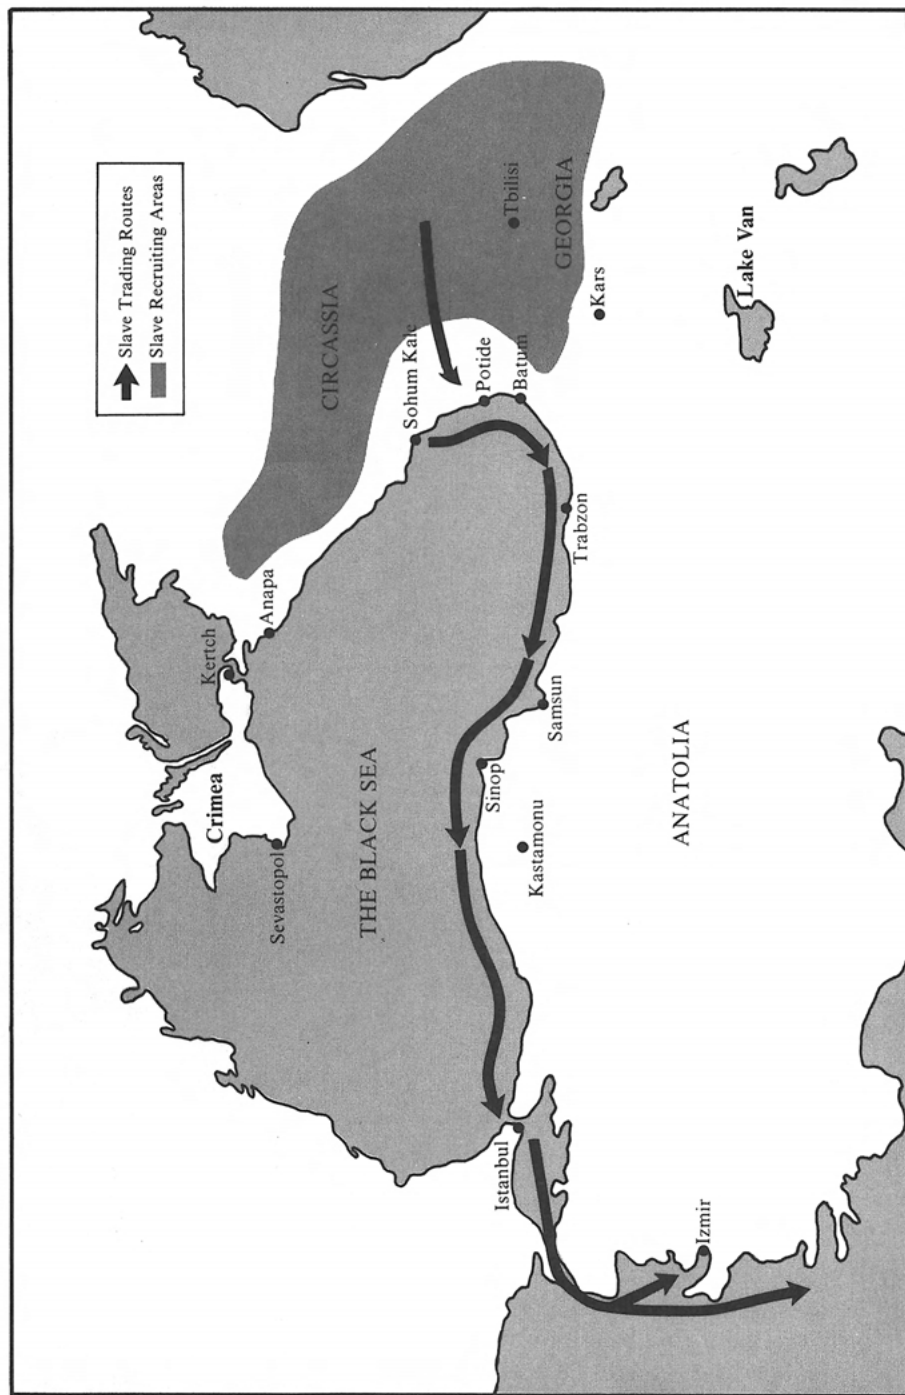 Slave Trading Routes
Slave Recruiting Areas
Kertch
Crimea
Anapa
Sevastopol
CIRCASSIA
THE BLACK SEA
Sohum Kale
Potide
Batum
Tbilisi
GEORGIA
Kars
Lake Van
Trabzon
Samsun
Sinop
Kastamonu
ANATOLIA
Istanbul
Izmir